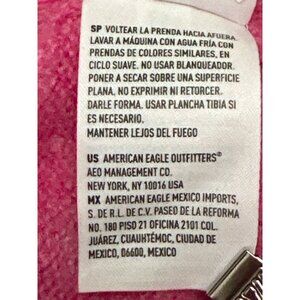 SP VOLTEAR LA PRENDA HACIA AFUERA.
LAVAR A MÁQUINA CON AGUA FRÍA CON
PRENDAS DE COLORES SIMILARES, EN
CICLO SUAVE. NO USAR BLANQUEADOR.
PONER A SECAR SOBRE UNA SUPERFICIE
PLANA, NO EXPRIMIR NI RETORCER.
DARLE FORMA. USAR PLANCHA TIBIA SI
ES NECESARIO.
MANTENER LEJOS DEL FUEGO
US AMERICAN EAGLE OUTFITTERS®
AEO MANAGEMENT CO.
NEW YORK, NY 10016 USA
MX AMERICAN EAGLE MEXICO IMPORTS,
S. DE R.L. DE C.V. PASEO DE LA REFORMA
NO. 180 PISO 21 OFICINA 2101 COL.
JUÁREZ, CUAUHTÉMOC, CIUDAD DE
MEXICO, 06600, MEXICO